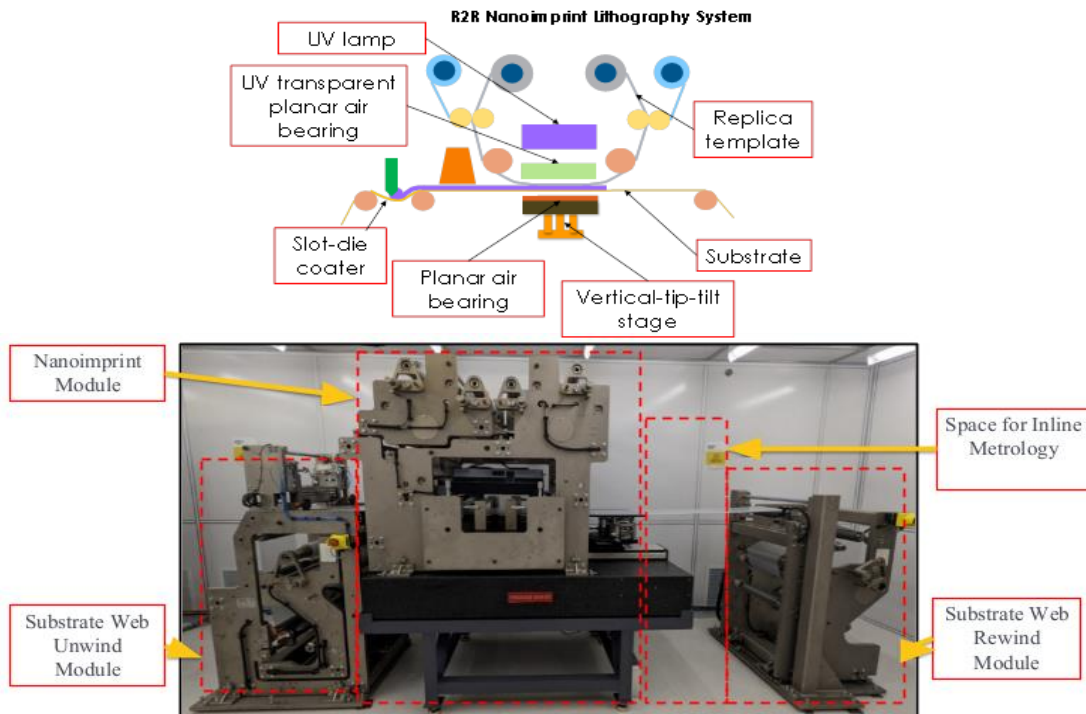 R2R Nanoimprint Lithography System
UV lamp
UV transparent
planar air
bearing
Replica
template
Slot-die
coater
Planar air
bearing
Vertical-tip-tilt
stage
Substrate
Nanoimprint
Module
Space for Inline
Metrology
Substrate Web
Unwind
Module
Substrate Web
Rewind
Module